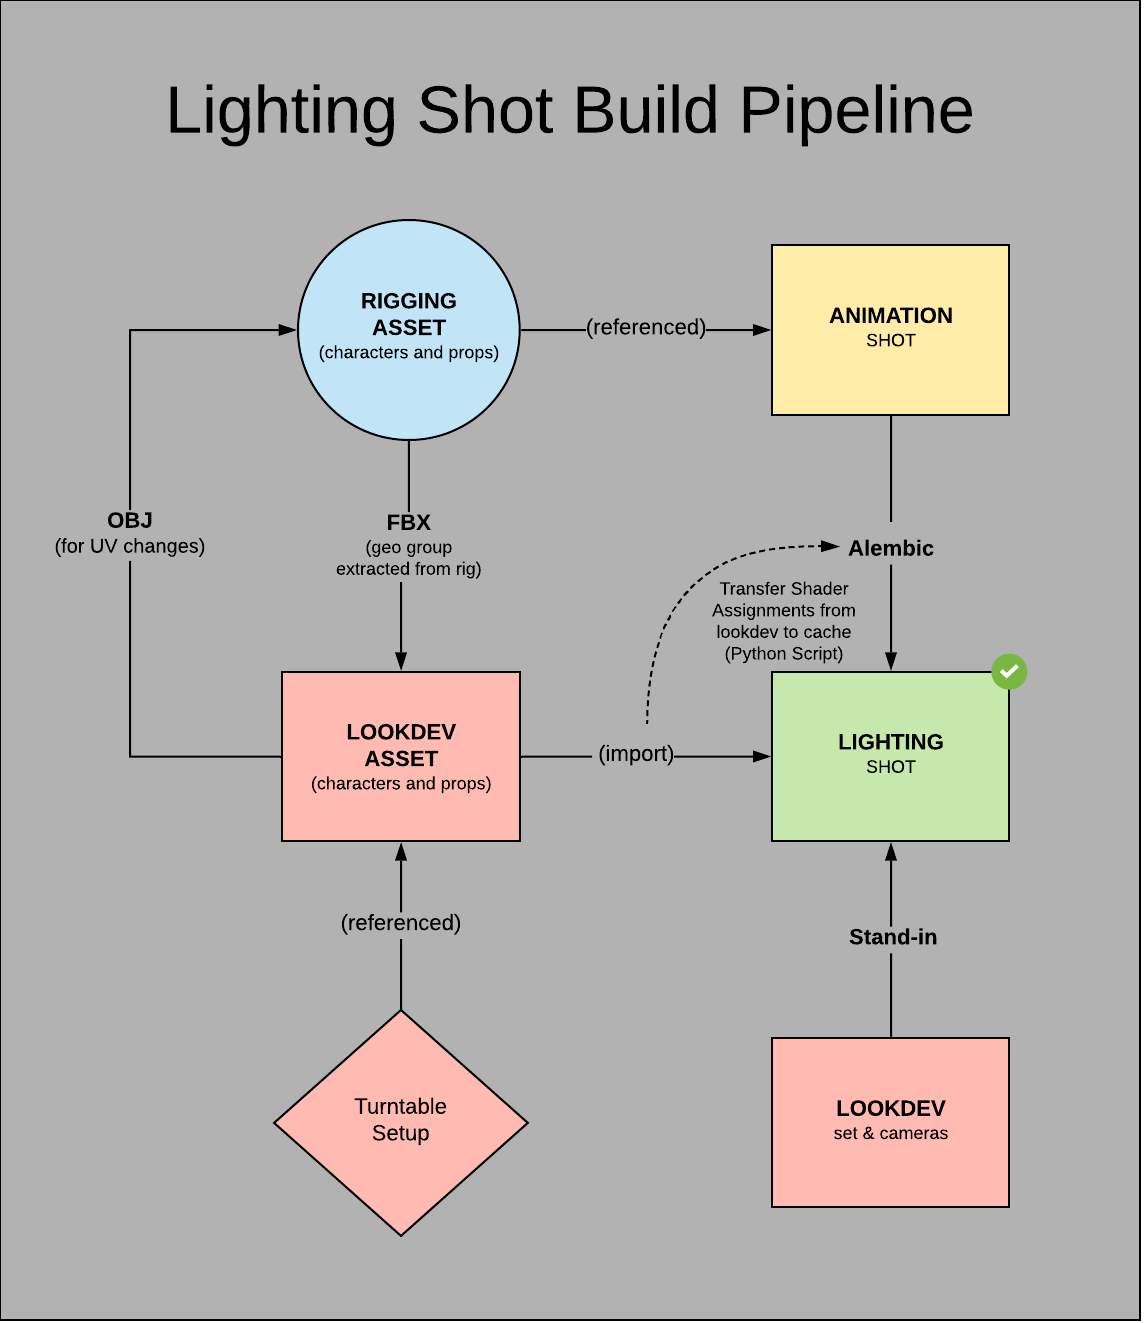 Lighting Shot Build Pipeline
RIGGING
ASSET
(characters and props)
(referenced)
ANIMATION
SHOT
OBJ
(for UV changes)
FBX
(geo group
extracted from rig)
Alembic
Transfer Shader
Assignments from
lookdev to cache
(Python Script)
LOOKDEV
ASSET
(characters and props)
(import)
LIGHTING
SHOT
(referenced)
Stand-in
Turntable
Setup
LOOKDEV
set & cameras